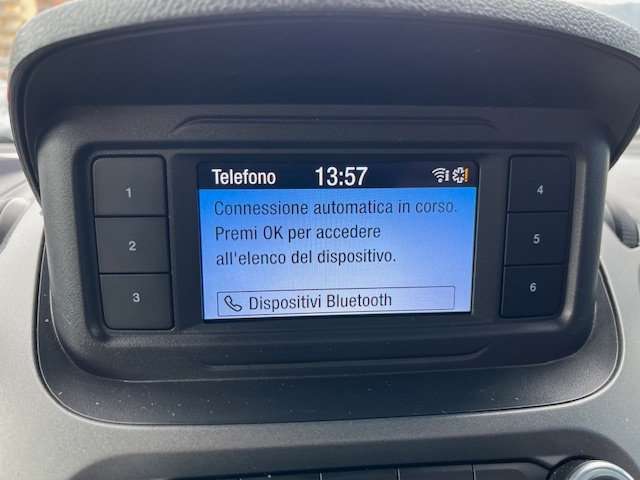 Telefono 13:57
Connessione automatica in corso.
Premi OK per accedere
all'elenco del dispositivo.
Dispositivi Bluetooth
1
2
3
4
5
6